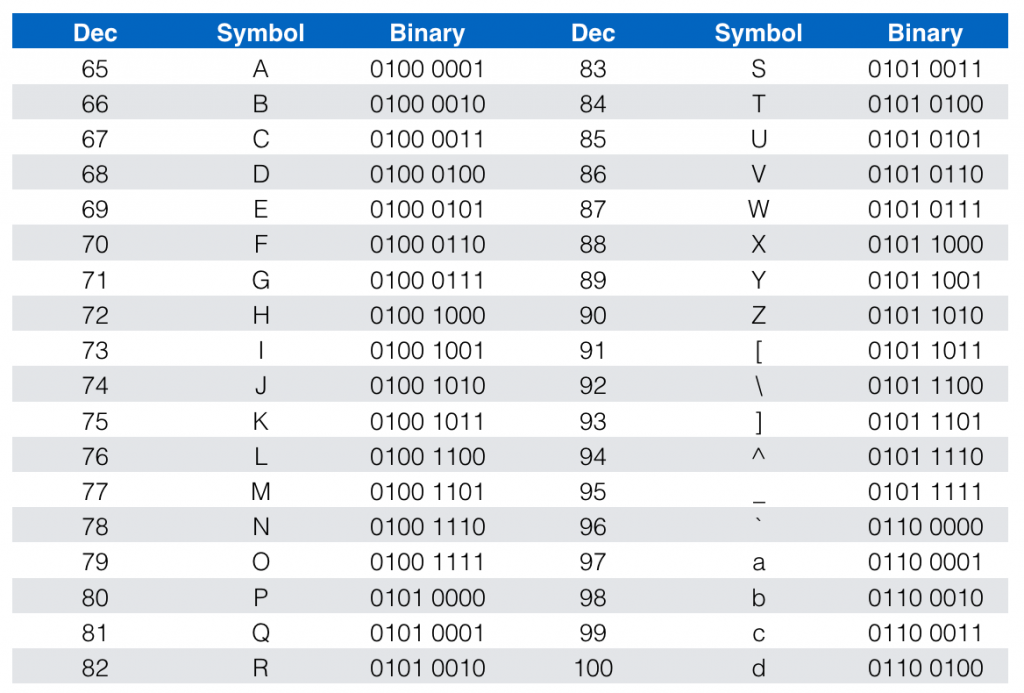 Dec Symbol Binary Dec Symbol Binary
65 A 0100 0001 83 S 0101 0011
66 B 0100 0010 84 T 0101 0100
67 C 0100 0011 85 U 0101 0101
68 D 0100 0100 86 V 0101 0110
69 E 0100 0101 87 W 0101 0111
70 F 0100 0110 88 X 0101 1000
71 G 0100 0111 89 Y 0101 1001
72 H 0100 1000 90 Z 0101 1010
73 I 0100 1001 91 [ 0101 1011
74 J 0100 1010 92 \ 0101 1100
75 K 0100 1011 93 ] 0101 1101
76 L 0100 1100 94 ^ 0101 1110
77 M 0100 1101 95 _ 0101 1111
78 N 0100 1110 96 ` 0110 0000
79 O 0100 1111 97 a 0110 0001
80 P 0101 0000 98 b 0110 0010
81 Q 0101 0001 99 c 0110 0011
82 R 0101 0010 100 d 0110 0100